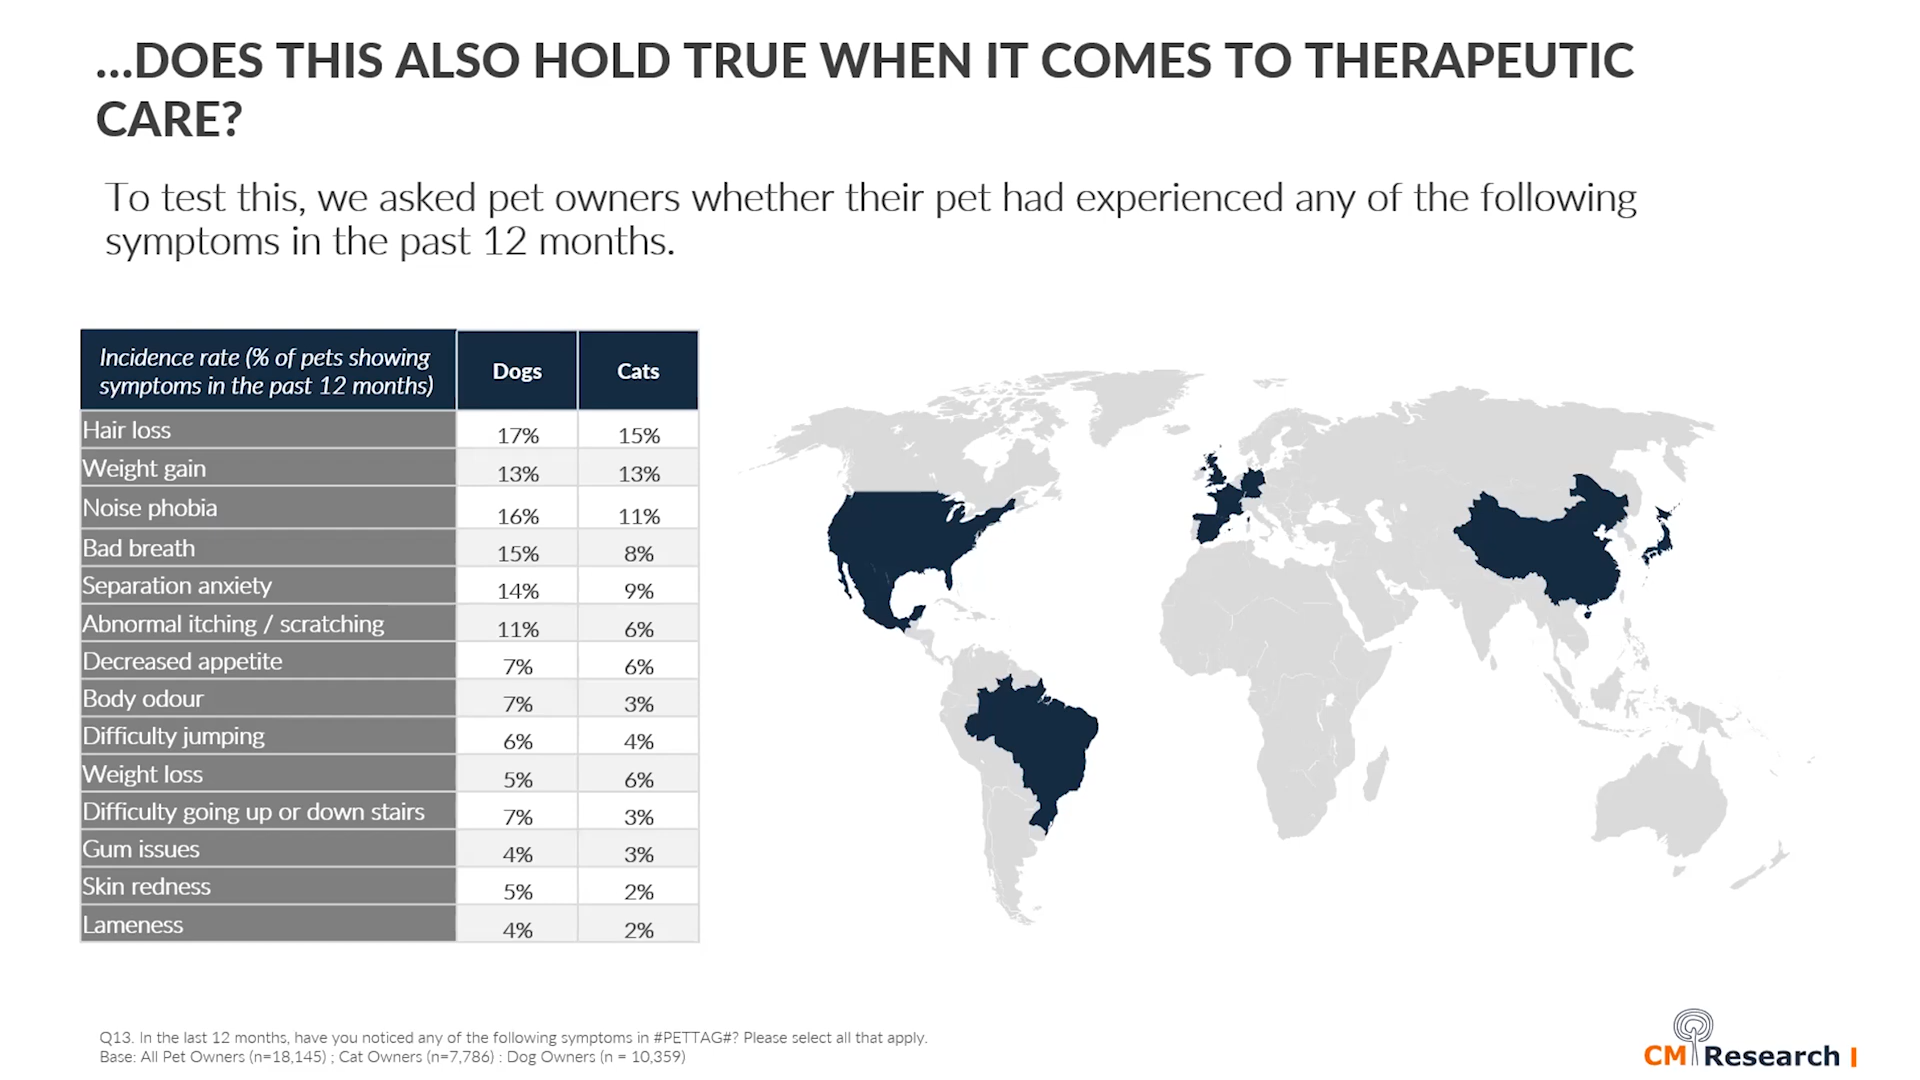 ...DOES THIS ALSO HOLD TRUE WHEN IT COMES TO THERAPEUTIC
CARE?
To test this, we asked pet owners whether their pet had experienced any of the following
symptoms in the past 12 months.
Incidence rate (% of pets showing
symptoms in the past 12 months) Dogs Cats
Hair loss 17% 15%
Weight gain 13% 13%
Noise phobia 16% 11%
Bad breath 15% 8%
Separation anxiety 14% 9%
Abnormal itching / scratching 11% 6%
Decreased appetite 7% 6%
Body odour 7% 3%
Difficulty jumping 6% 4%
Weight loss 5% 6%
Difficulty going up or down stairs 7% 3%
Gum issues 4% 3%
Skin redness 5% 2%
Lameness 4% 2%
Q13. In the last 12 months, have you noticed any of the following symptoms in #PETTAG#? Please select all that apply.
Base: All Pet Owners (n=18,145) ; Cat Owners (n=7,786) : Dog Owners (n = 10,359)
CM Research